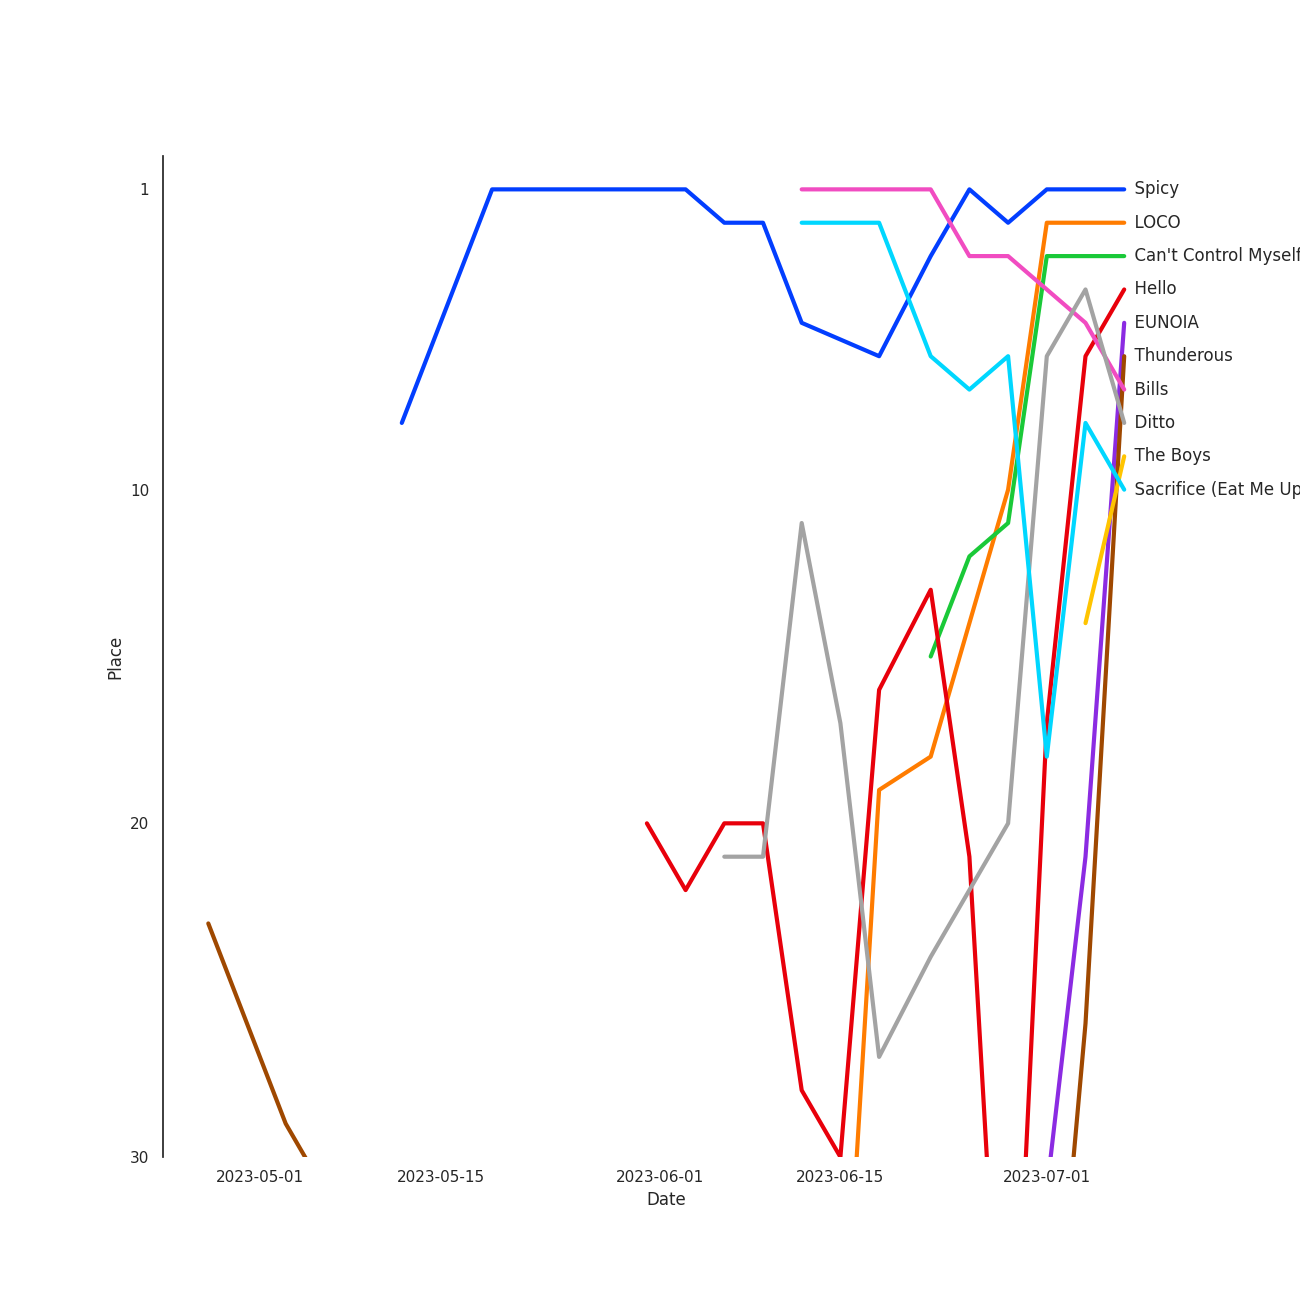 1
10
20
30
Place
2023-05-01
2023-05-15
2023-06-01
2023-06-15
2023-07-01
Date
Spicy
LOCO
Can't Control Myself
Hello
EUNOIA
Thunderous
Bills
Ditto
The Boys
Sacrifice (Eat Me Up